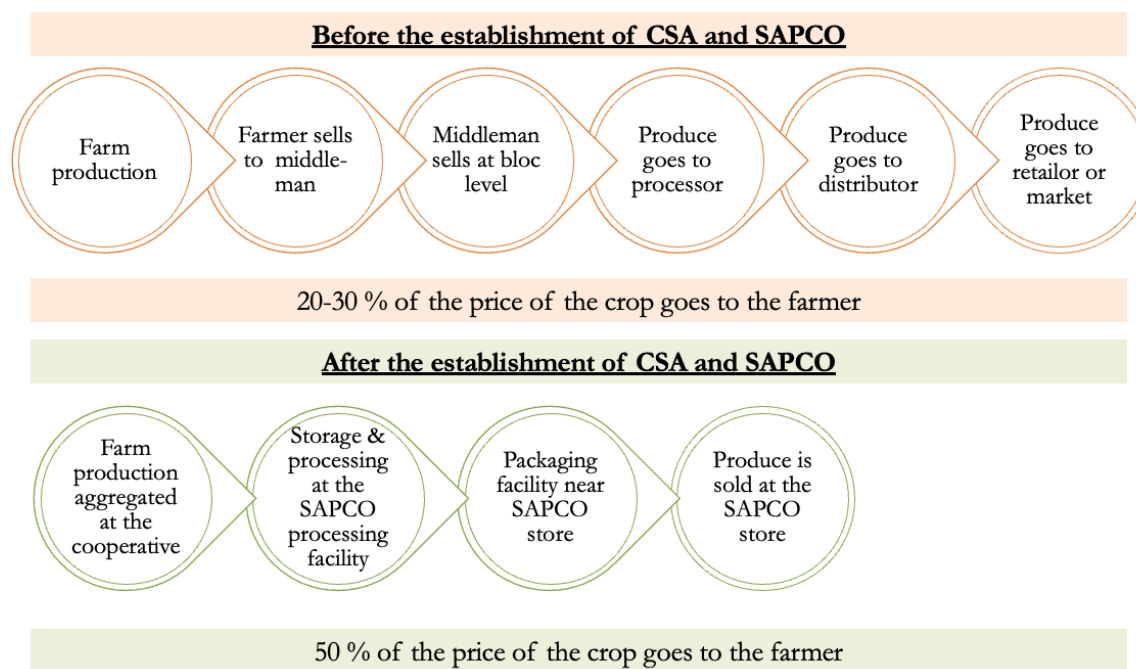 Before the establishment of CSA and SAPCO
Farm
production
Farmer sells
to middle-
man
Middleman
sells at bloc
level
Produce
goes to
processor
Produce
goes to
distributor
Produce
goes to
retailor or
market
20-30 % of the price of the crop goes to the farmer
After the establishment of CSA and SAPCO
Farm
production
aggregated
at the
cooperative
Storage &
processing
at the
SAPCO
processing
facility
Packaging
facility near
SAPCO
store
Produce is
sold at the
SAPCO
store
50 % of the price of the crop goes to the farmer